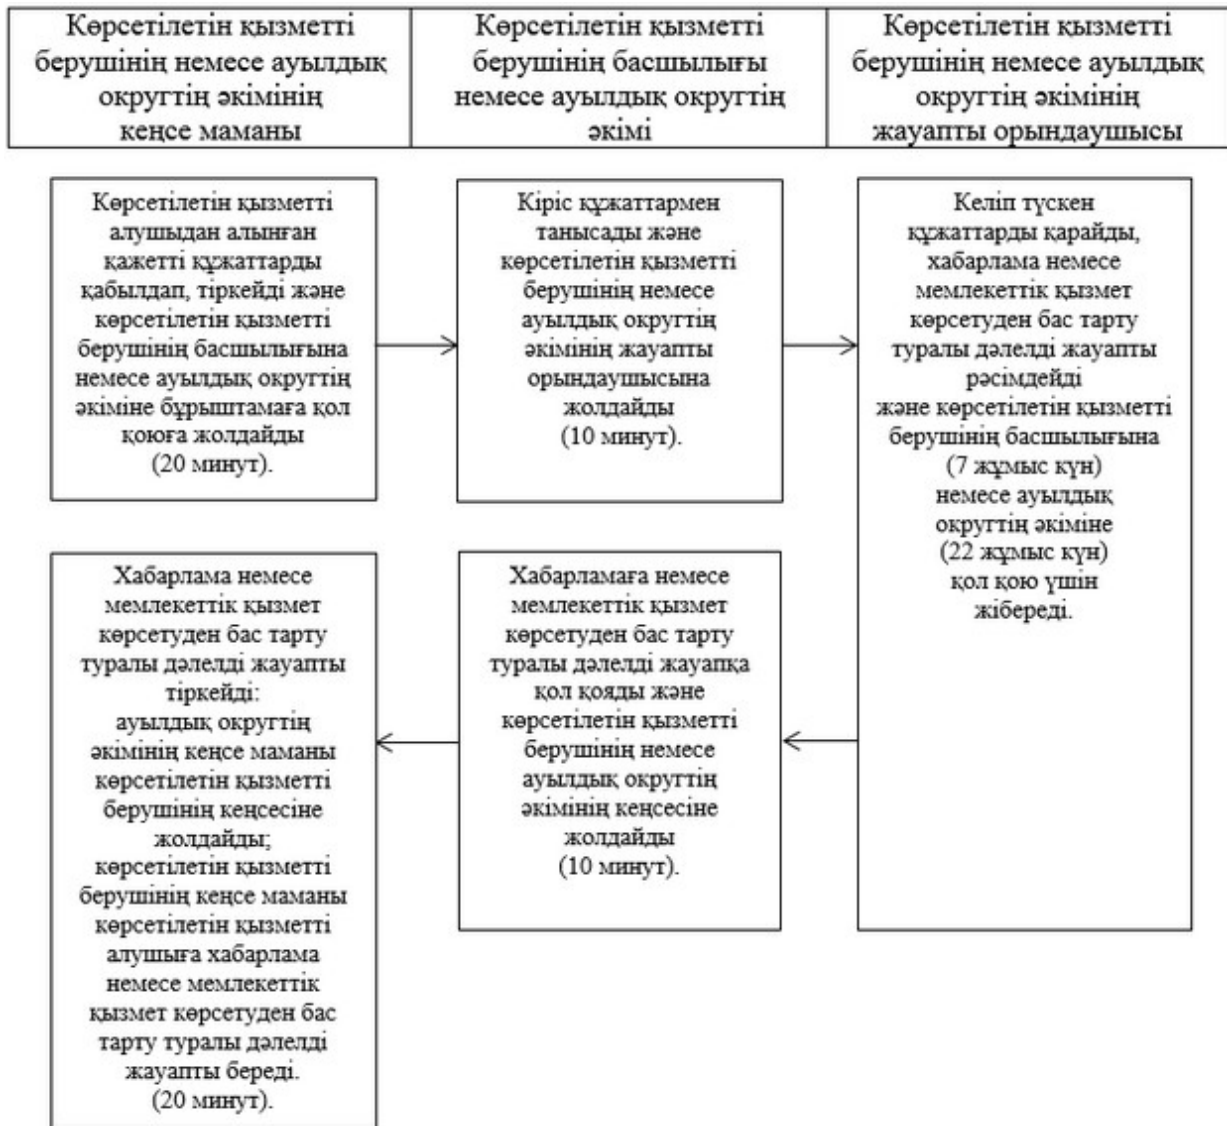 Көрсетілетін қызметті
берушінің немесе ауылдық
округтің әкімінің
кеңсе маманы
Көрсетілетін қызметті
берушінің басшылығы
немесе ауылдық округтің
әкімі
Көрсетілетін қызметті
берушінің немесе ауылдық
округтің әкімінің
жауапты орындаушысы
Көрсетілетін қызметті
алушыдан алынған
қажетті құжаттарды
қабылдап, тіркейді және
көрсетілетін қызметті
берушінің басшылығына
немесе ауылдық округтің
әкіміне бұрыштамаға қол
қоюға жолдайды
(20 минут).
Кіріс құжаттармен
танысады және
көрсетілетін қызметті
берушінің немесе
ауылдық округтің
әкімінің жауапты
орындаушысына
жолдайды
(10 минут).
Келіп түскен
құжаттарды қарайды,
хабарлама немесе
мемлекеттік қызмет
көрсетуден бас тарту
туралы дәлелді жауапты
рәсімдейді
және көрсетілетін қызметті
берушінің басшылығына
(7 жұмыс күн)
немесе ауылдық
округтің әкіміне
(22 жұмыс күн)
қол қою үшін
жібереді.
Хабарламаға немесе
мемлекеттік қызмет
көрсетуден бас тарту
туралы дәлелді жауапқа
қол қояды және
көрсетілетін қызметті
берушінің немесе
ауылдық округтің
әкімінің кеңсесіне
жолдайды
(10 минут).
Хабарлама немесе
мемлекеттік қызмет
көрсетуден бас тарту
туралы дәлелді жауапты
тіркейді:
ауылдық округтің
әкімінің кеңсе маманы
көрсетілетін қызметті
берушінің кеңсесіне
жолдайды;
көрсетілетін қызметті
берушінің кеңсе маманы
көрсетілетін қызметті
алушыға хабарлама
немесе мемлекеттік
қызмет көрсетуден бас
тарту туралы дәлелді
жауапты береді.
(20 минут).